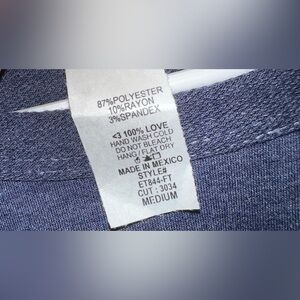 87%POLYESTER
10%RAYON
3%SPANDEX
<3 100% LOVE
HAND WASH COLD
DO NOT BLEACH
HANG / FLAT DRY
MADE IN MEXICO
STYLE#
ET844-FT
CUT : 3034
MEDIUM